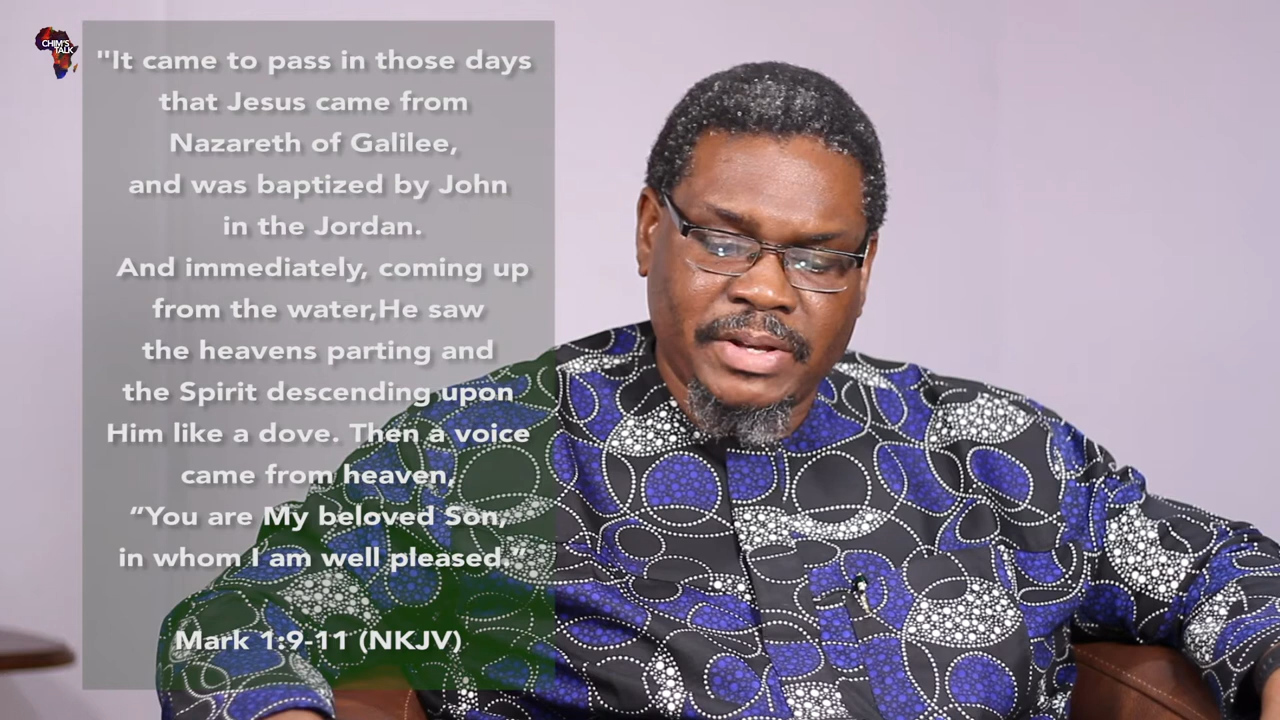 CHIM'S
TALK
"It came to pass in those days
that Jesus came from
Nazareth of Galilee,
and was baptized by John
in the Jordan.
And immediately, coming up
from the water,He saw
the heavens parting and
the Spirit descending upon
Him like a dove. Then a voice
came from heaven,
“You are My beloved Son,
in whom I am well pleased.”
Mark 1:9-11 (NKJV)